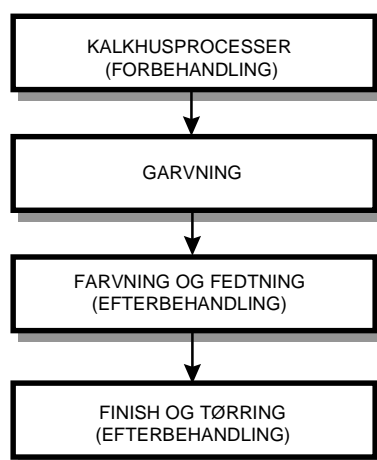 KALKHUSPROCESSER
(FORBEHANDLING)
GARVNING
FARVNING OG FEDTNING
(EFTERBEHANDLING)
FINISH OG TØRRING
(EFTERBEHANDLING)